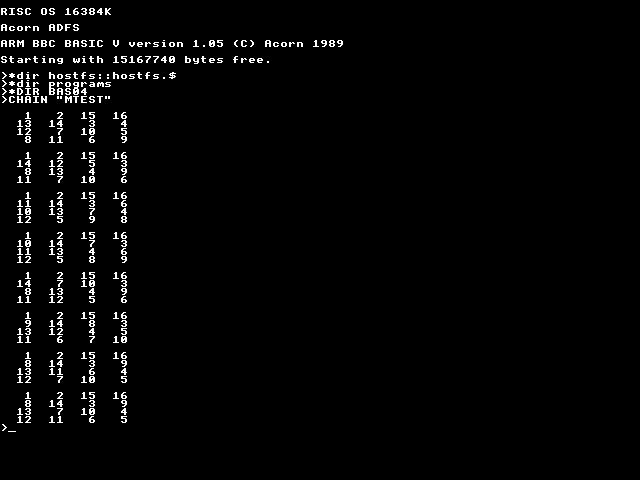 RISC OS 16384K
Acorn ADFS
ARM BBC BASIC V version 1.05 (C) Acorn 1989
Starting with 15167740 bytes free.
>*dir hostfs::hostfs.$
>*dir programs
>*DIR BAS04
>CHAIN "MTEST"
1 2 15 16
13 14 3 4
12 7 10 5
8 11 6 9
1 2 15 16
14 12 5 3
8 13 4 9
11 7 10 6
1 2 15 16
11 14 3 6
10 13 7 4
12 5 9 8
1 2 15 16
10 14 7 3
11 13 4 6
12 5 8 9
1 2 15 16
14 7 10 3
8 13 4 9
11 12 5 6
1 2 15 16
9 14 8 3
13 12 4 5
11 6 7 10
1 2 15 16
8 14 3 9
13 11 6 4
12 7 10 5
1 2 15 16
8 14 3 9
13 7 10 4
12 11 6 5
>_